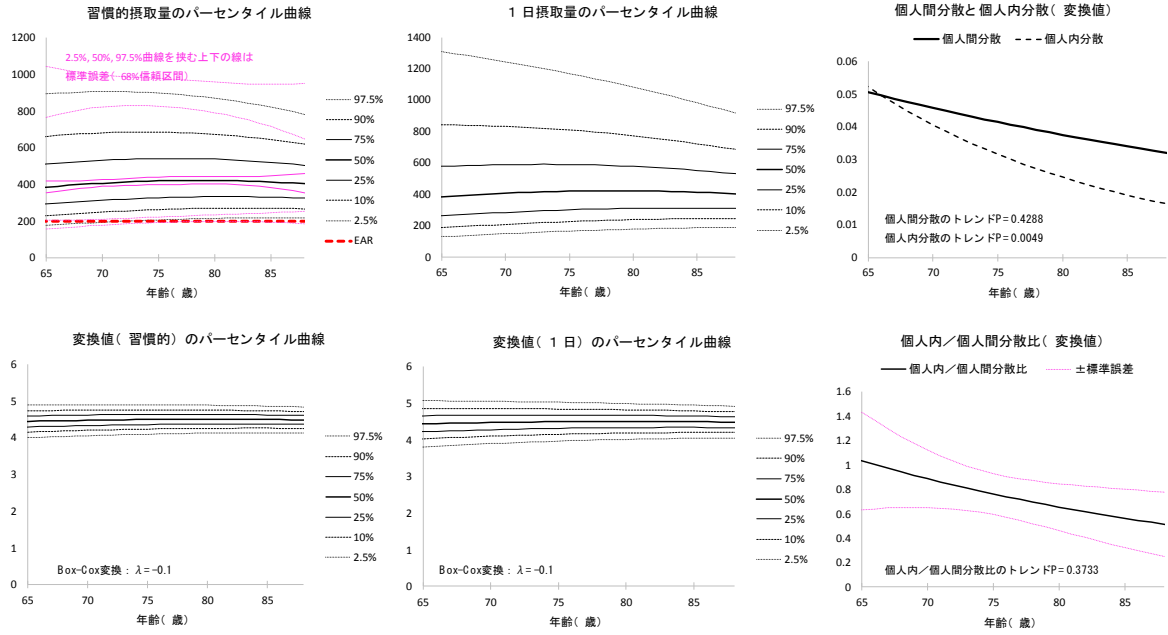 習慣的摂取量のパーセンタイル曲線
1200
1000
800
600
400
200
0
65 70 75 80 85
年齢( 歳)
2.5%, 50%, 97.5%曲線を挟む上下の線は
標準誤差(~68%信頼区間)
97.5%
90%
75%
50%
25%
10%
2.5%
EAR
1 日摂取量のパーセンタイル曲線
1400
1200
1000
800
600
400
200
0
65 70 75 80 85
年齢( 歳)
97.5%
90%
75%
50%
25%
10%
2.5%
個人間分散と個人内分散( 変換値)
個人間分散 個人内分散
0.06
0.05
0.04
0.03
0.02
0.01
0
個人間分散のトレンドP=0.4288
個人内分散のトレンドP=0.0049
65 70 75 80 85
年齢( 歳)
変換値( 習慣的) のパーセンタイル曲線
6
5
4
3
2
1
0
Box-Cox変換: λ=-0.1
65 70 75 80 85
年齢( 歳)
97.5%
90%
75%
50%
25%
10%
2.5%
変換値( 1 日) のパーセンタイル曲線
6
5
4
3
2
1
0
Box-Cox変換: λ=-0.1
65 70 75 80 85
年齢( 歳)
97.5%
90%
75%
50%
25%
10%
2.5%
個人内／個人間分散比( 変換値)
個人内／個人間分散比 ±標準誤差
1.6
1.4
1.2
1
0.8
0.6
0.4
0.2
0
個人内／個人間分散比のトレンドP=0.3733
65 70 75 80 85
年齢( 歳)